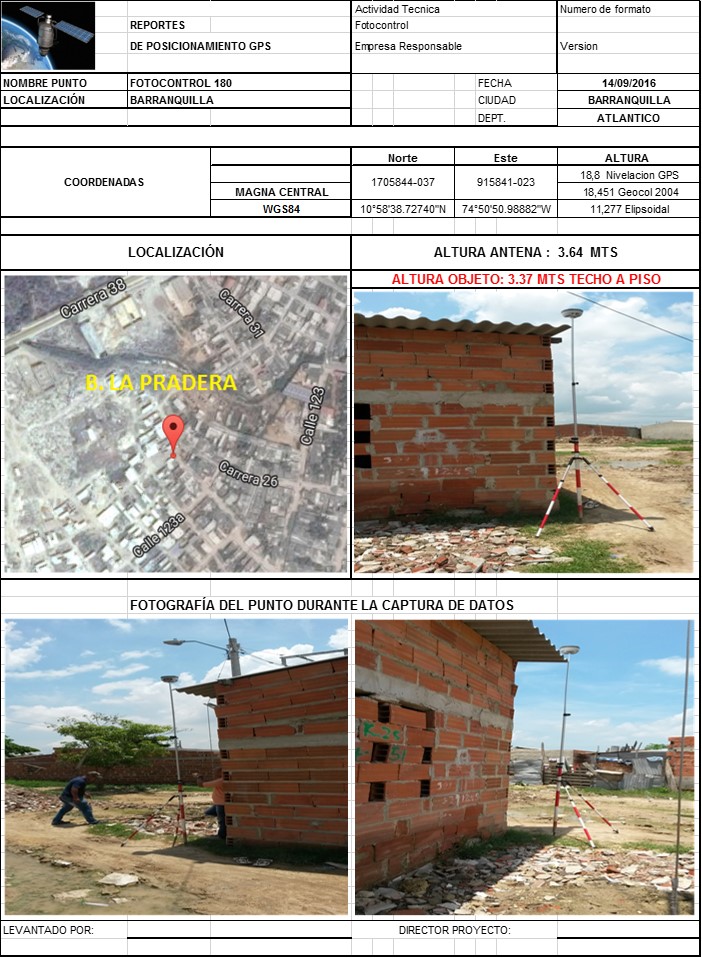 Actividad Tecnica
Numero de formato
REPORTES
Fotocontrol
DE POSICIONAMIENTO GPS
Empresa Responsable
Version
NOMBRE PUNTO
FOTOCONTROL 180
FECHA
14/09/2016
LOCALIZACIÓN
BARRANQUILLA
CIUDAD
BARRANQUILLA
DEPT.
ATLANTICO
COORDENADAS
Norte
Este
ALTURA
MAGNA CENTRAL
1705844-037
915841-023
18,8 Nivelacion GPS
18,451 Geocol 2004
WGS84
10°58'38.72740"N
74°50'50.98882"W
11,277 Elipsoidal
LOCALIZACIÓN
ALTURA ANTENA : 3.64 MTS
ALTURA OBJETO: 3.37 MTS TECHO A PISO
Carrera 38
Carrera 31
B. LA PRADERA
Calle 123
Carrera 26
Calle 123a
FOTOGRAFÍA DEL PUNTO DURANTE LA CAPTURA DE DATOS
LEVANTADO POR:
DIRECTOR PROYECTO: